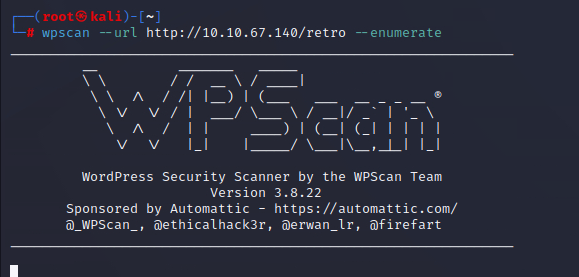 ┌──(root㉿kali)-[~]
└─# wpscan --url http://10.10.67.140/retro --enumerate
WPScan ®
WordPress Security Scanner by the WPScan Team
Version 3.8.22
Sponsored by Automattic - https://automattic.com/
@_WPScan_, @ethicalhack3r, @erwan_lr, @firefart